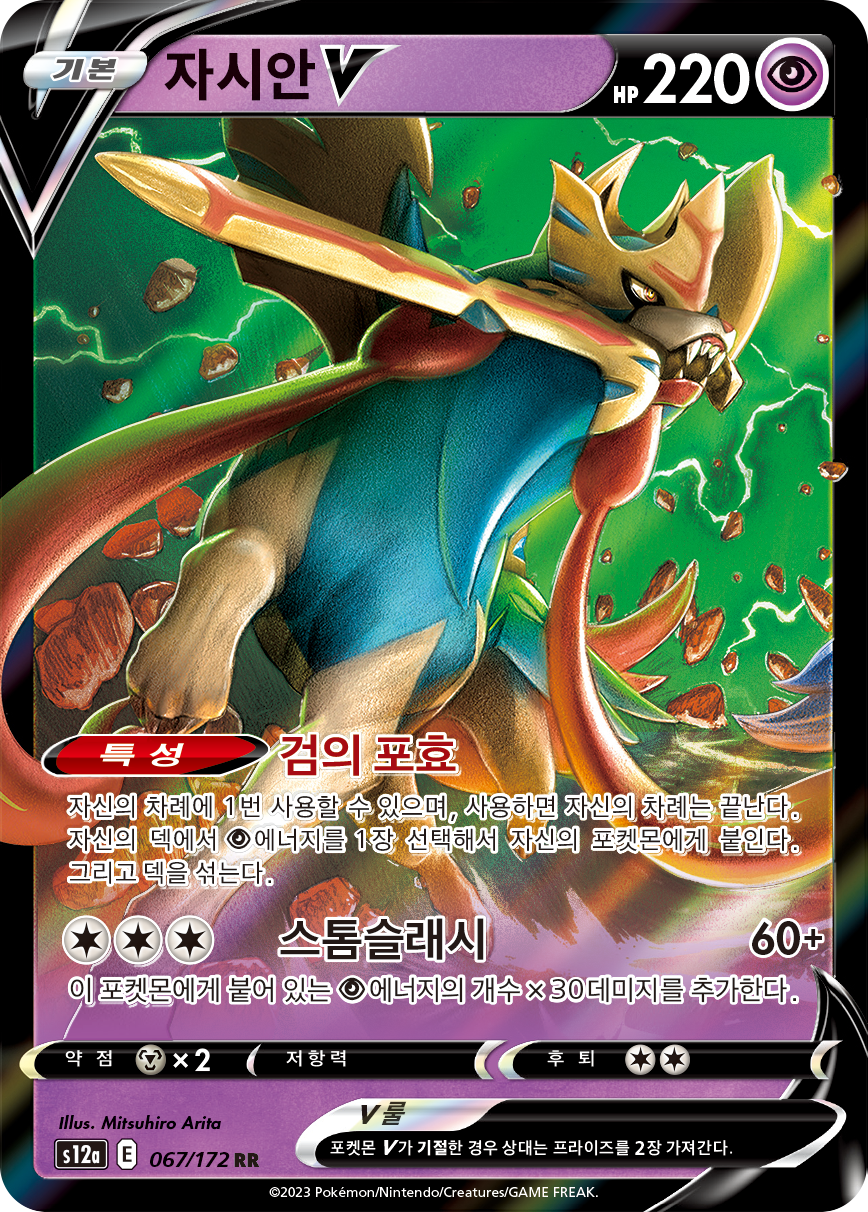 기본 자시안V HP 220
특성 검의 포효
자신의 차례에 1번 사용할 수 있으며, 사용하면 자신의 차례는 끝난다.
자신의 덱에서 에너지를 1장 선택해서 자신의 포켓몬에게 붙인다.
그리고 덱을 섞는다.
스톰슬래시 60+
이 포켓몬에게 붙어 있는 에너지의 개수×30데미지를 추가한다.
약점 ×2 저항력 후퇴
Illus. Mitsuhiro Arita
V룰
s12a E 067/172 RR
포켓몬 V가 기절한 경우 상대는 프라이즈를 2장 가져간다.
©2023 Pokémon/Nintendo/Creatures/GAME FREAK.